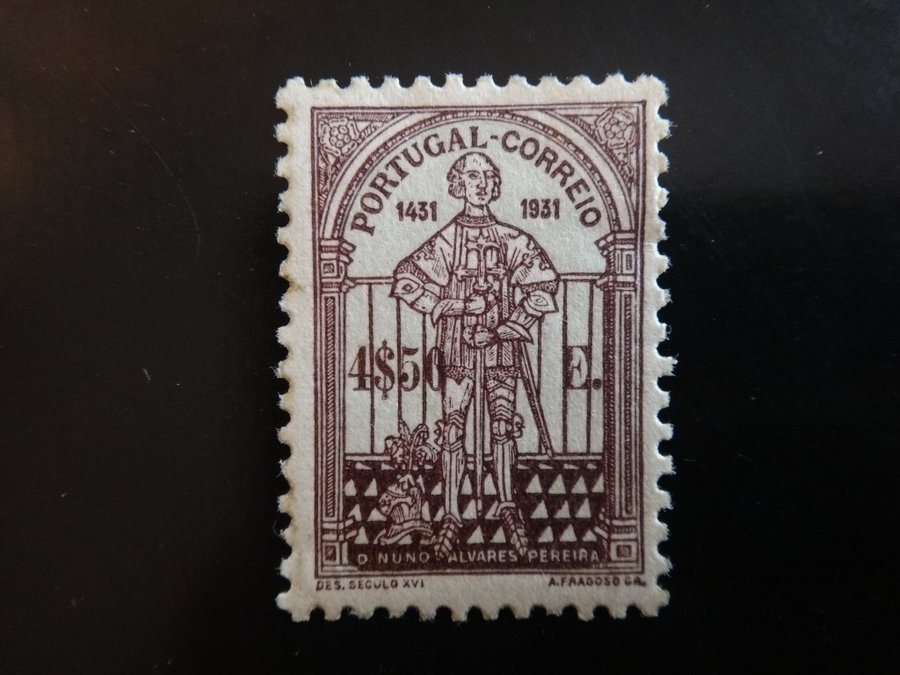 PORTUGAL-CORREIO
1431 1931
4$50 E.
D NUNO ALVARES PEREIRA
DES. SECULO XVI A. FRAGOSO GR.